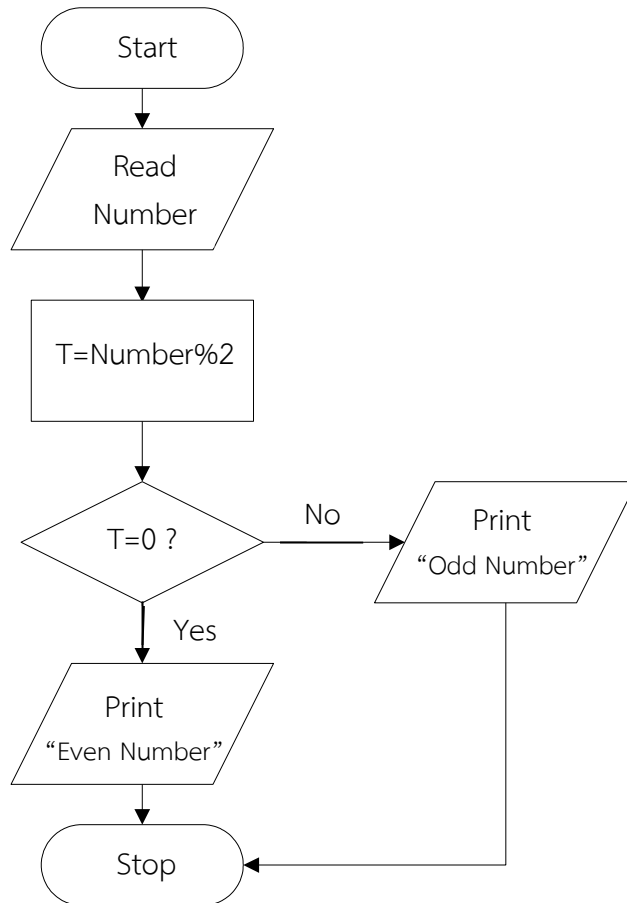 Start
Read
Number
T=Number%2
T=0 ?
No
Print
“Odd Number”
Yes
Print
“Even Number”
Stop